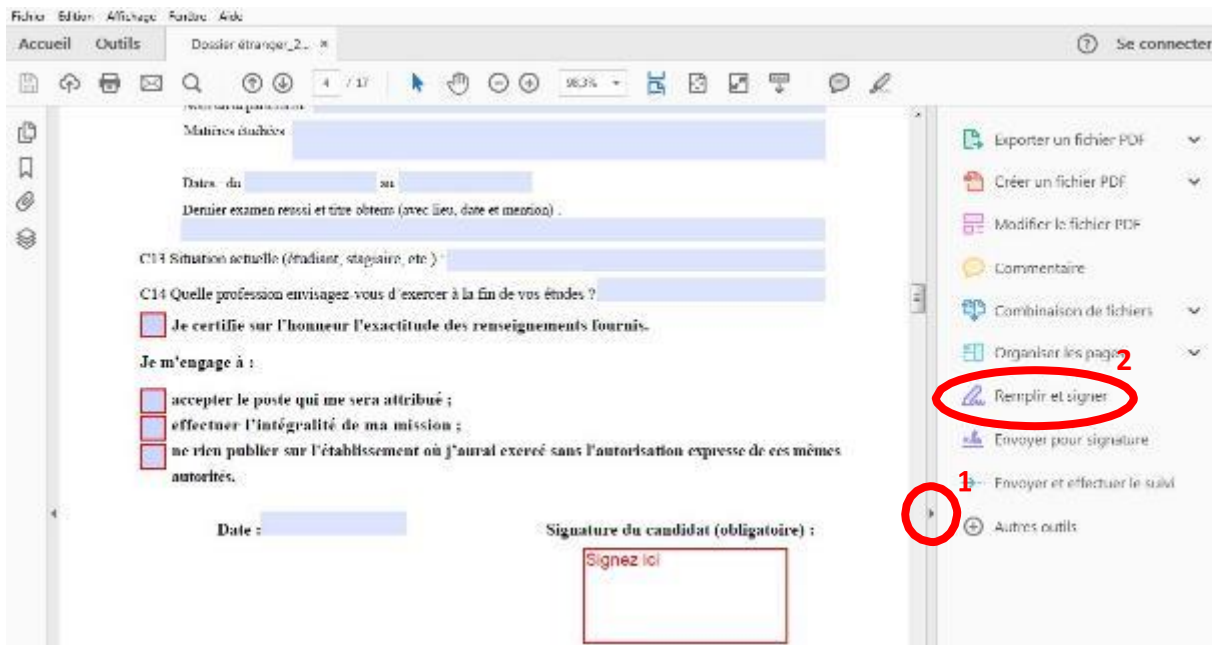 Fichier Edition Affichage Fenêtre Aide
Accueil Outils Dossier étranger_2... × Se connecter
4 / 17 98,3%
Matières étudiées
Dates du au
Dernier examen réussi et titre obtenu (avec lieu, date et mention) :
C13 Situation actuelle (étudiant, stagiaire, etc.) :
C14 Quelle profession envisagez-vous d'exercer à la fin de vos études ?
Je certifie sur l'honneur l'exactitude des renseignements fournis.
Je m'engage à :
accepter le poste qui me sera attribué ;
effectuer l'intégralité de ma mission ;
ne rien publier sur l'établissement où j'aurai exercé sans l'autorisation expresse de ces mêmes
autorités.
Date :
Signature du candidat (obligatoire) :
Signez ici
Exporter un fichier PDF
Créer un fichier PDF
Modifier le fichier PDF
Commentaire
Combinaison de fichiers
Organiser les pages
2
Remplir et signer
Envoyer pour signature
1
Envoyer et effectuer le suivi
Autres outils